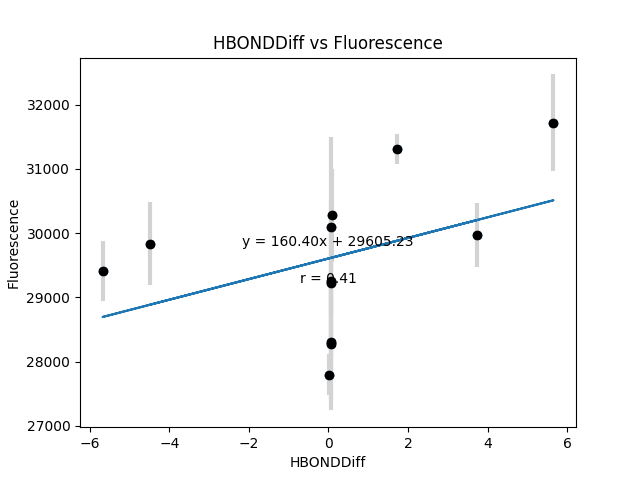 HBONDDiff vs Fluorescence
Fluorescence
32000
31000
30000
29000
28000
27000
y = 160.40x + 29605.23
r = 0.41
−6
−4
−2
0
2
4
6
HBONDDiff